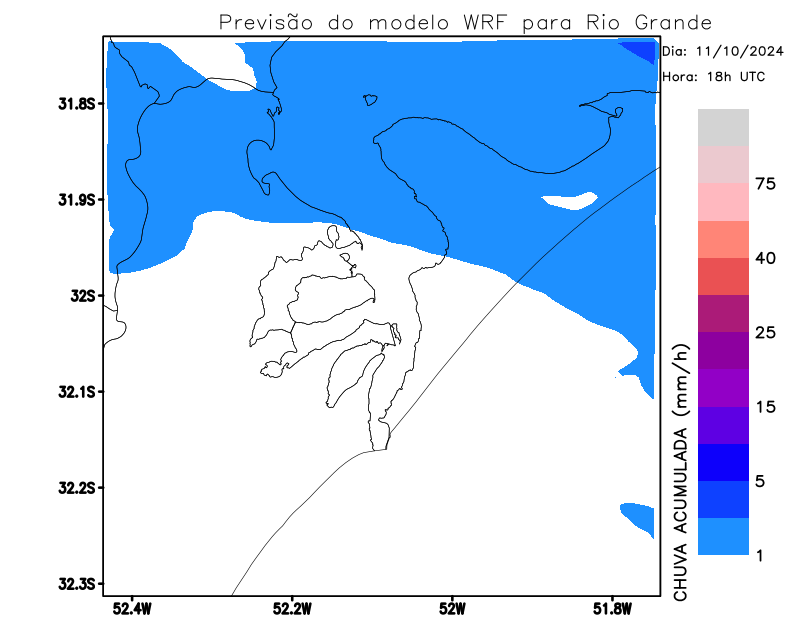 Previsão do modelo WRF para Rio Grande
Dia: 11/10/2024
Hora: 18h UTC
31.8S
31.9S
32S
32.1S
32.2S
32.3S
52.4W
52.2W
52W
51.8W
75
40
25
15
5
1
CHUVA ACUMULADA (mm/h)